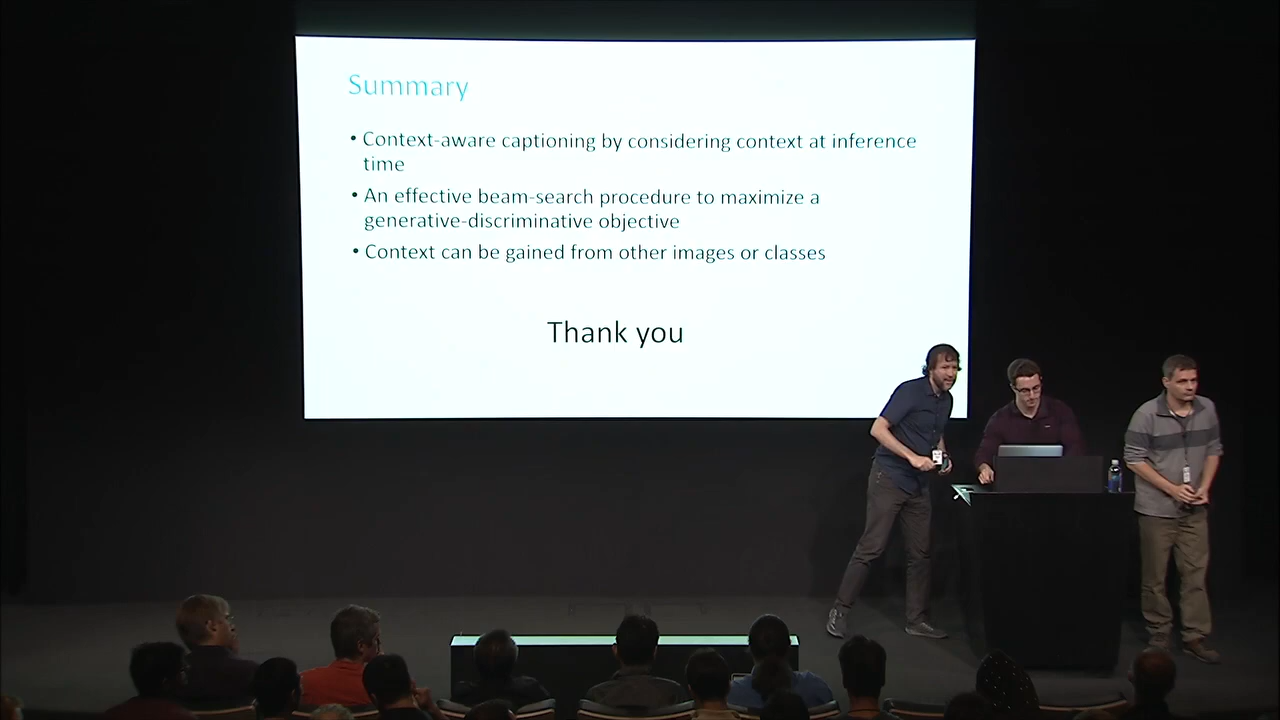 Summary
• Context-aware captioning by considering context at inference
time
• An effective beam-search procedure to maximize a
generative-discriminative objective
• Context can be gained from other images or classes
Thank you